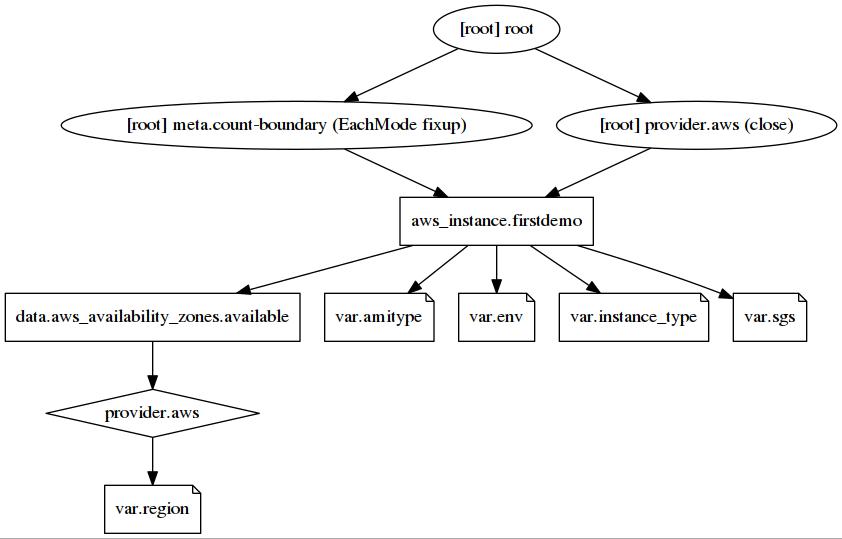 [root] root
[root] meta.count-boundary (EachMode fixup)
[root] provider.aws (close)
aws_instance.firstdemo
data.aws_availability_zones.available
var.amitype
var.env
var.instance_type
var.sgs
provider.aws
var.region